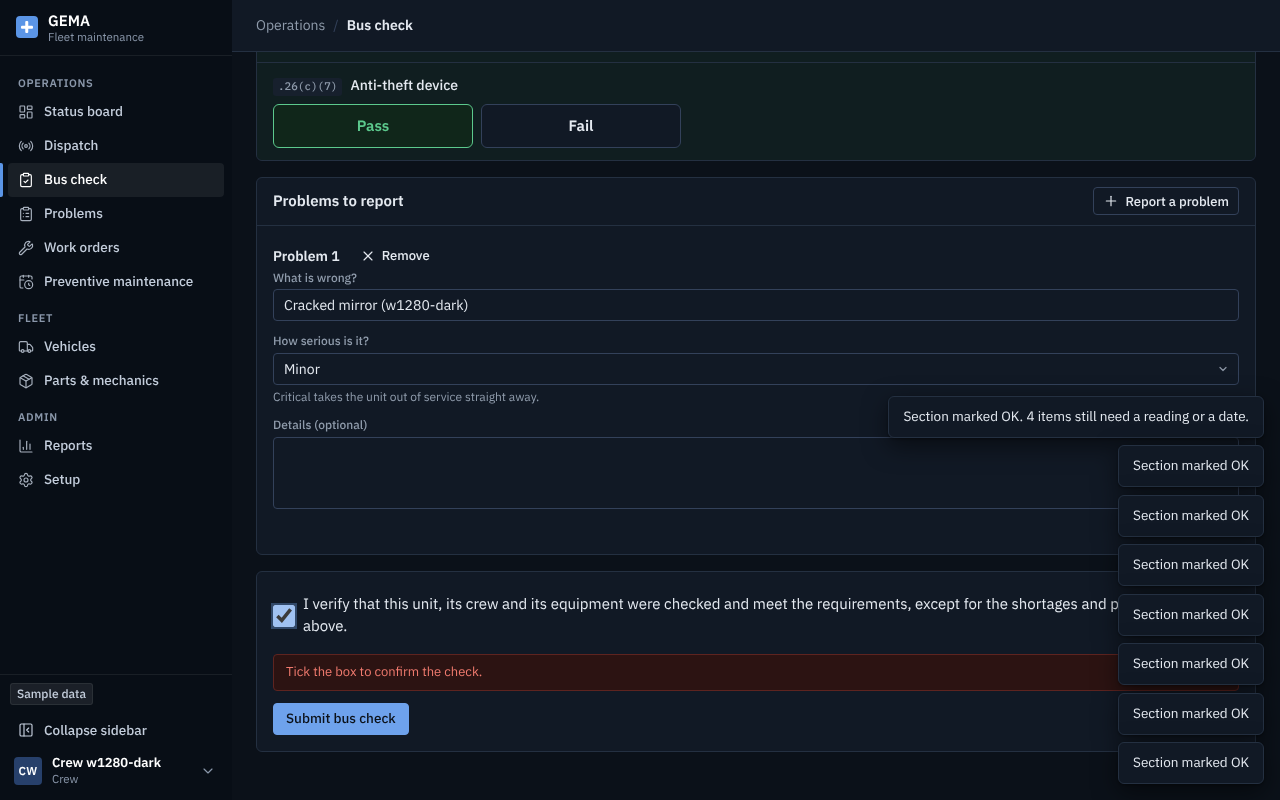 GEMA
Fleet maintenance
OPERATIONS
Status board
Dispatch
Bus check
Problems
Work orders
Preventive maintenance
FLEET
Vehicles
Parts & mechanics
ADMIN
Reports
Setup
Sample data
Collapse sidebar
CW
Crew w1280-dark
Crew
Operations / Bus check
.26(c)(7) Anti-theft device
Pass
Fail
Problems to report
Report a problem
Problem 1
Remove
What is wrong?
Cracked mirror (w1280-dark)
How serious is it?
Minor
Critical takes the unit out of service straight away.
Details (optional)
I verify that this unit, its crew and its equipment were checked and meet the requirements, except for the shortages and
above.
Tick the box to confirm the check.
Submit bus check
Section marked OK. 4 items still need a reading or a date.
Section marked OK
Section marked OK
Section marked OK
Section marked OK
Section marked OK
Section marked OK
Section marked OK